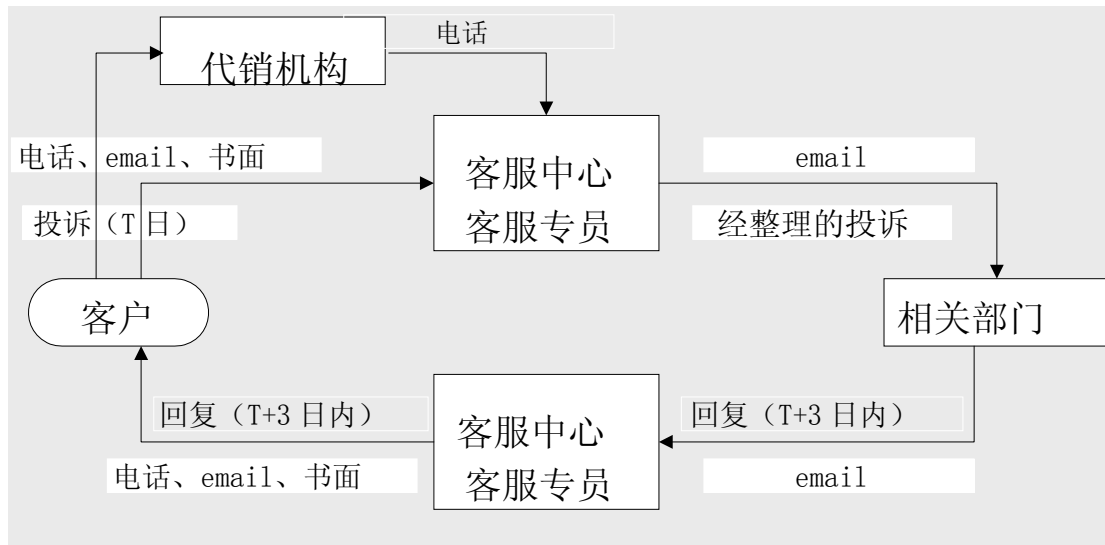 电话
代销机构
电话、email、书面
客服中心
客服专员
email
投诉（T 日）
经整理的投诉
客户
相关部门
回复（T+3 日内）
客服中心
客服专员
回复（T+3 日内）
电话、email、书面
email